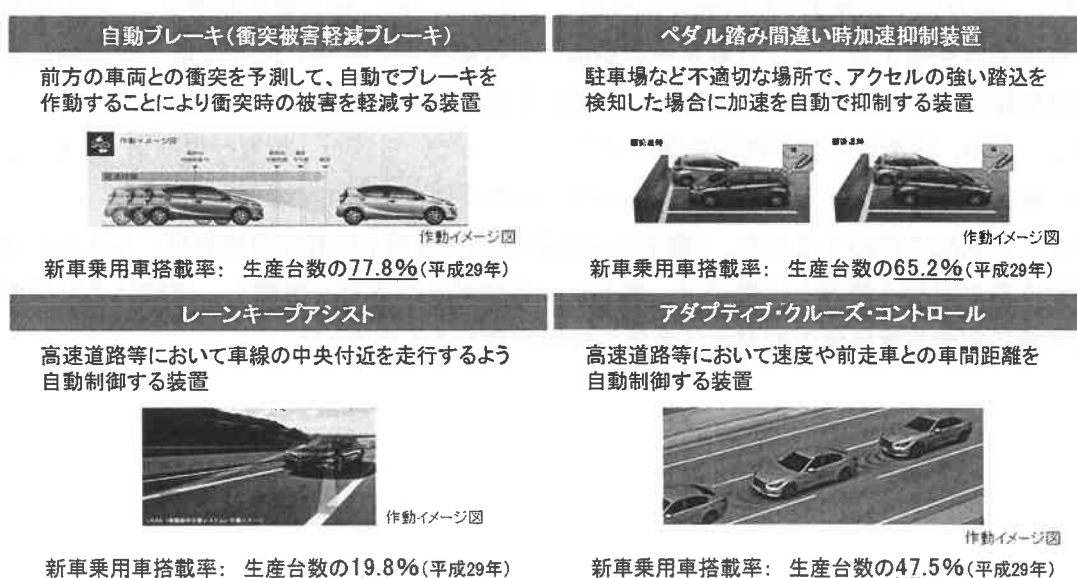 自動ブレーキ(衝突被害軽減ブレーキ)
前方の車両との衝突を予測して、自動でブレーキを
作動することにより衝突時の被害を軽減する装置
作動イメージ図
作動イメージ図
新車乗用車搭載率: 生産台数の77.8%(平成29年)
ペダル踏み間違い時加速抑制装置
駐車場など不適切な場所で、アクセルの強い踏込を
検知した場合に加速を自動で抑制する装置
作動イメージ図
新車乗用車搭載率: 生産台数の65.2%(平成29年)
レーンキープアシスト
高速道路等において車線の中央付近を走行するよう
自動制御する装置
作動イメージ図
新車乗用車搭載率: 生産台数の19.8%(平成29年)
アダプティブ・クルーズ・コントロール
高速道路等において速度や前走車との車間距離を
自動制御する装置
作動イメージ図
新車乗用車搭載率: 生産台数の47.5%(平成29年)